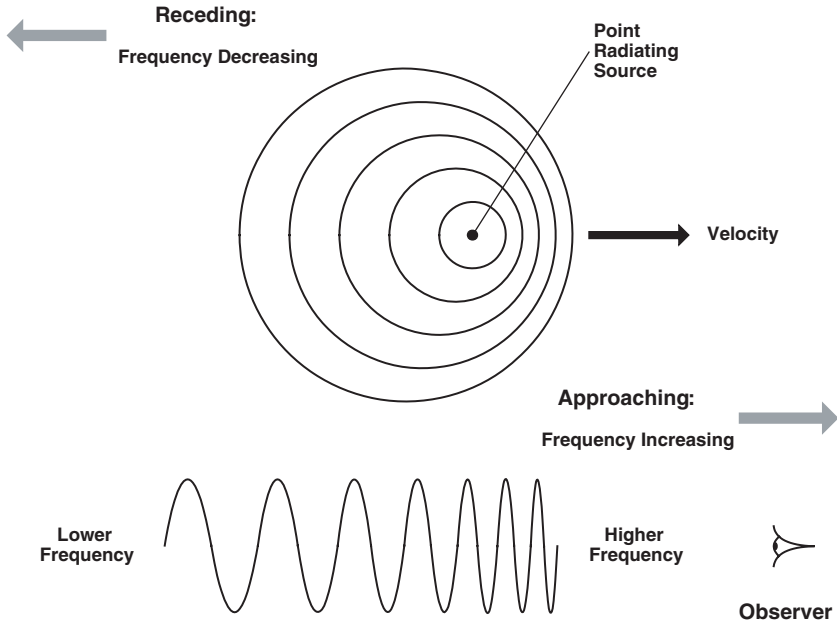 Receding:
Frequency Decreasing
Point
Radiating
Source
Velocity
Approaching:
Frequency Increasing
Lower
Frequency
Higher
Frequency
Observer